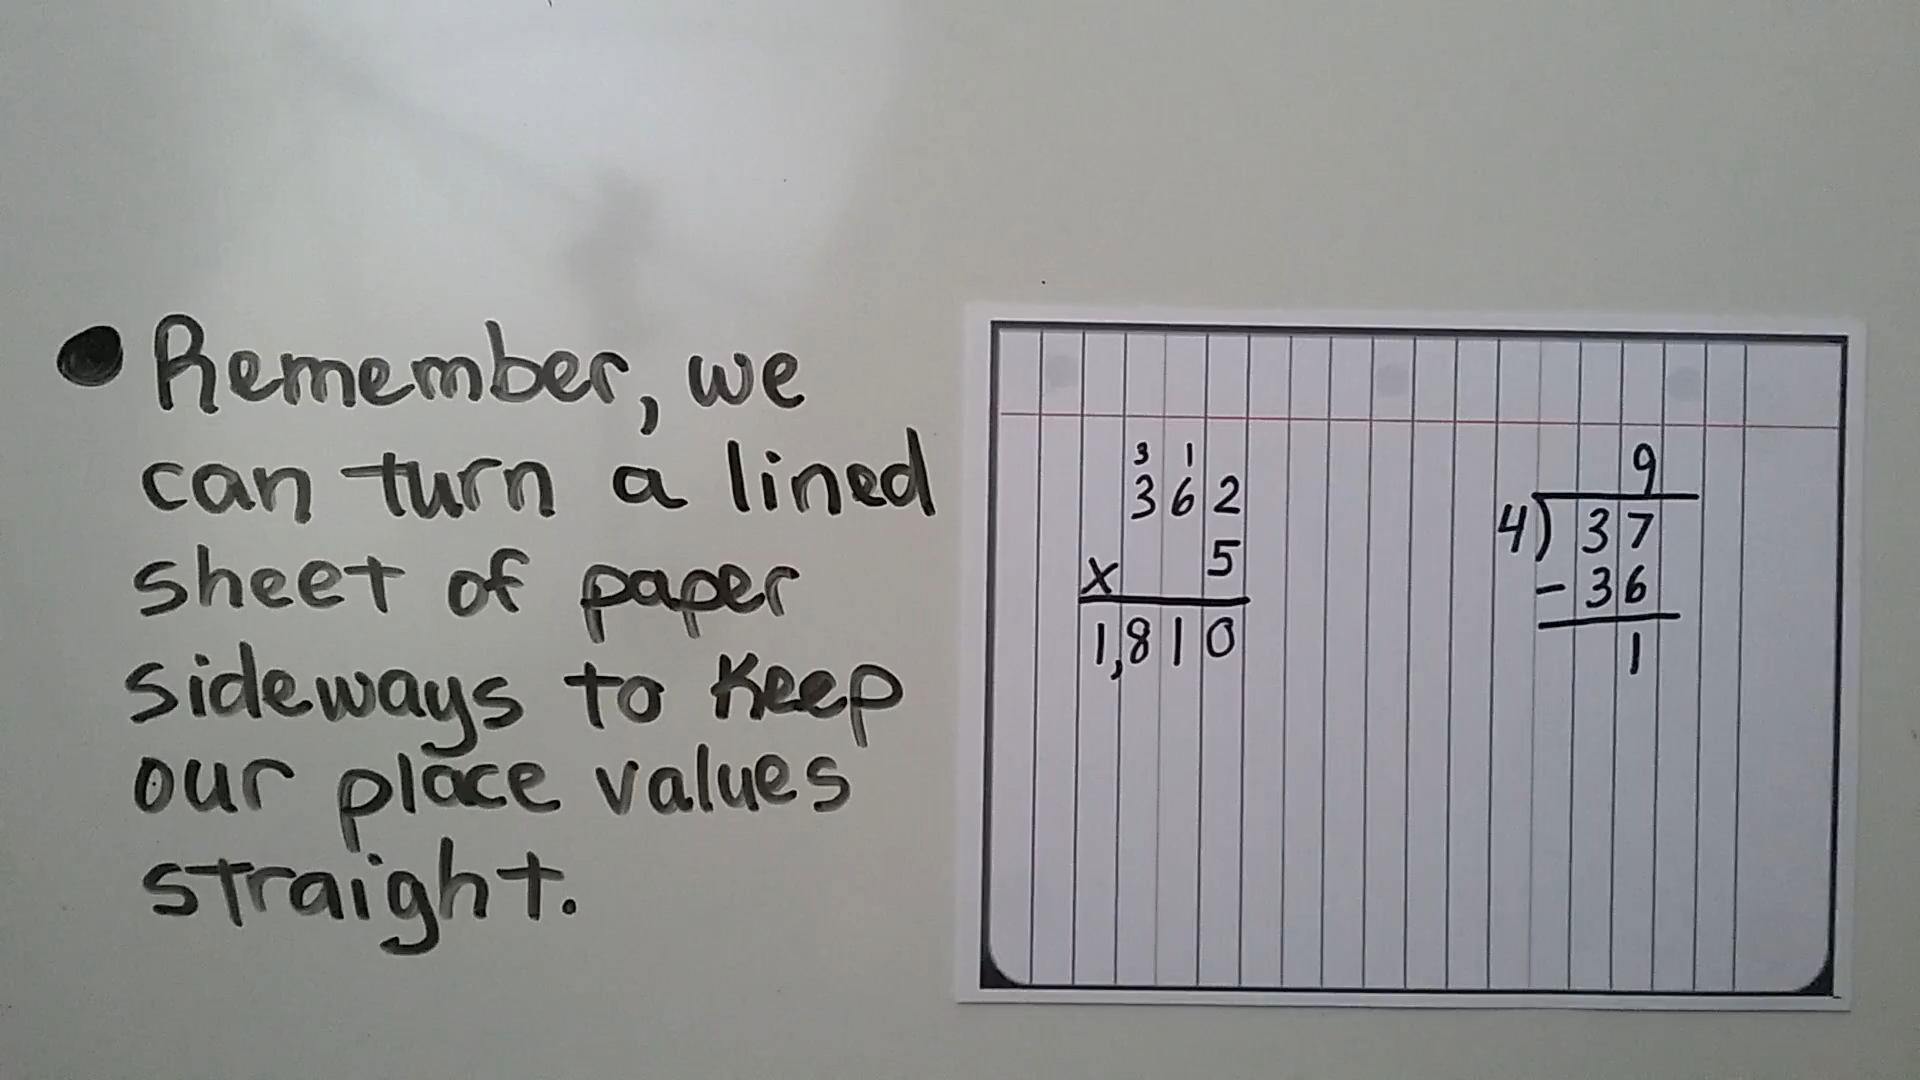 ● Remember, we
can turn a lined
sheet of paper
sideways to keep
our place values
straight.
3 1
362
x 5
1,810
9
4)37
-36
1